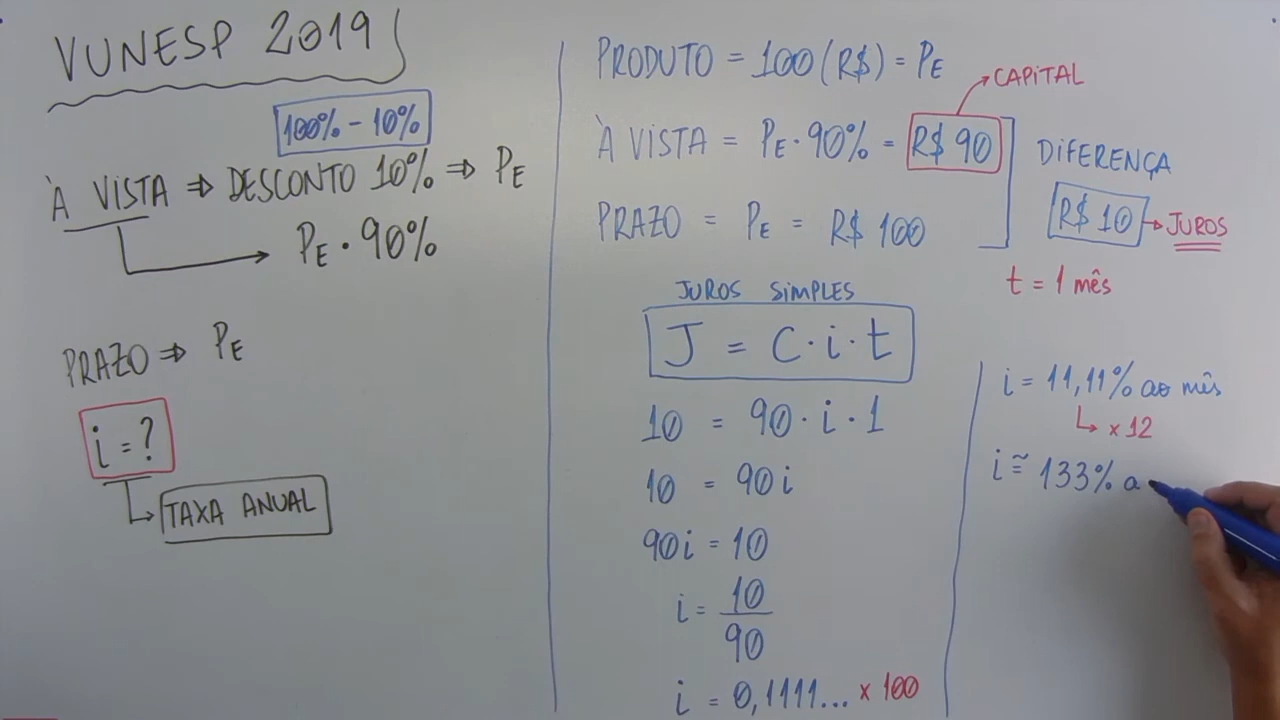 VUNESP 2019
100% - 10%
À VISTA ⇒ DESCONTO 10% ⇒ PE
PE · 90%
PRAZO ⇒ PE
i = ?
TAXA ANUAL
PRODUTO = 100 (R$) = PE
CAPITAL
À VISTA = PE · 90% = R$ 90
PRAZO = PE = R$ 100
DIFERENÇA
R$ 10 → JUROS
t = 1 mês
JUROS SIMPLES
J = C · i · t
10 = 90 · i · 1
10 = 90 i
90 i = 10
i = 10
90
i = 0,1111... x 100
i = 11,11% ao mês
x 12
i ≅ 133% a